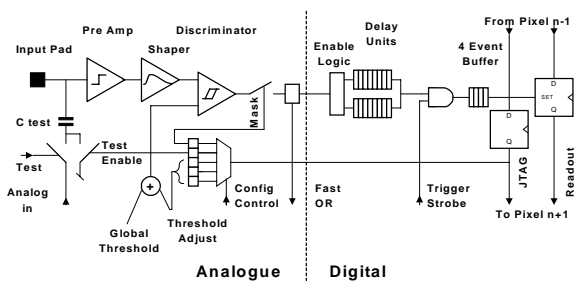 Pre Amp
Discriminator
Input Pad
Shaper
Delay
Units
Enable
Logic
4 Event
Buffer
From Pixel n-1
C test
Mask
D
SET
Q
D
Q
Test
Enable
Test
Analog
in
+
Config
Control
Fast
OR
Trigger
Strobe
JTAG
Readout
Global
Threshold
Threshold
Adjust
To Pixel n+1
Analogue
Digital